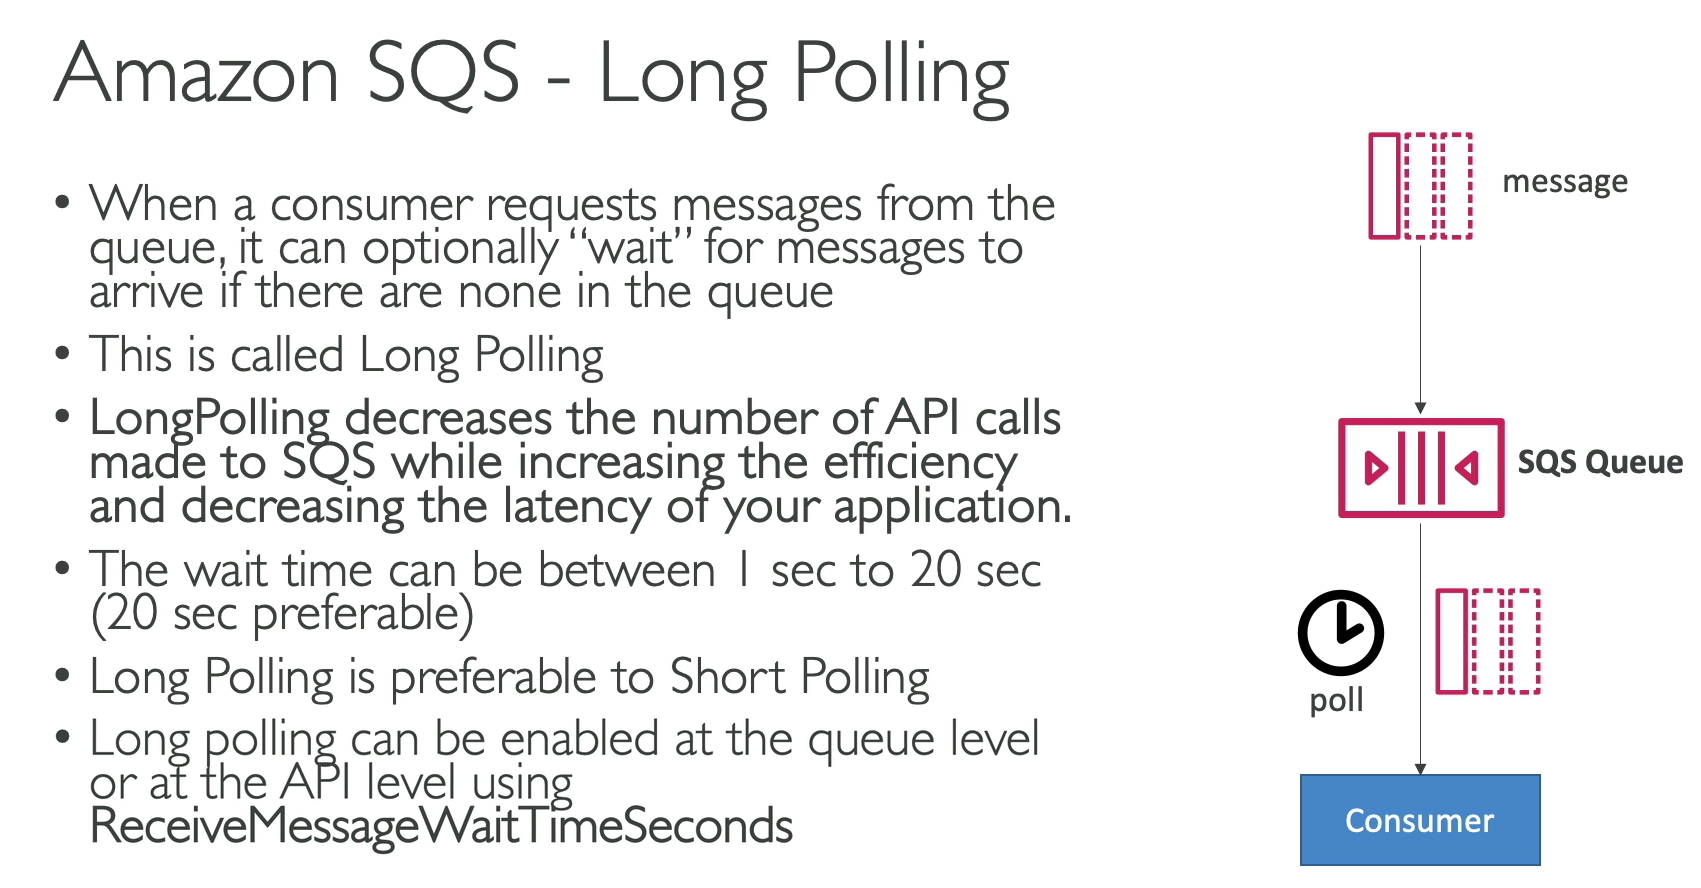 Amazon SQS - Long Polling
• When a consumer requests messages from the
queue, it can optionally “wait” for messages to
arrive if there are none in the queue
• This is called Long Polling
• LongPolling decreases the number of API calls
made to SQS while increasing the efficiency
and decreasing the latency of your application.
• The wait time can be between 1 sec to 20 sec
(20 sec preferable)
• Long Polling is preferable to Short Polling
• Long polling can be enabled at the queue level
or at the API level using
ReceiveMessageWaitTimeSeconds
message
SQS Queue
poll
Consumer